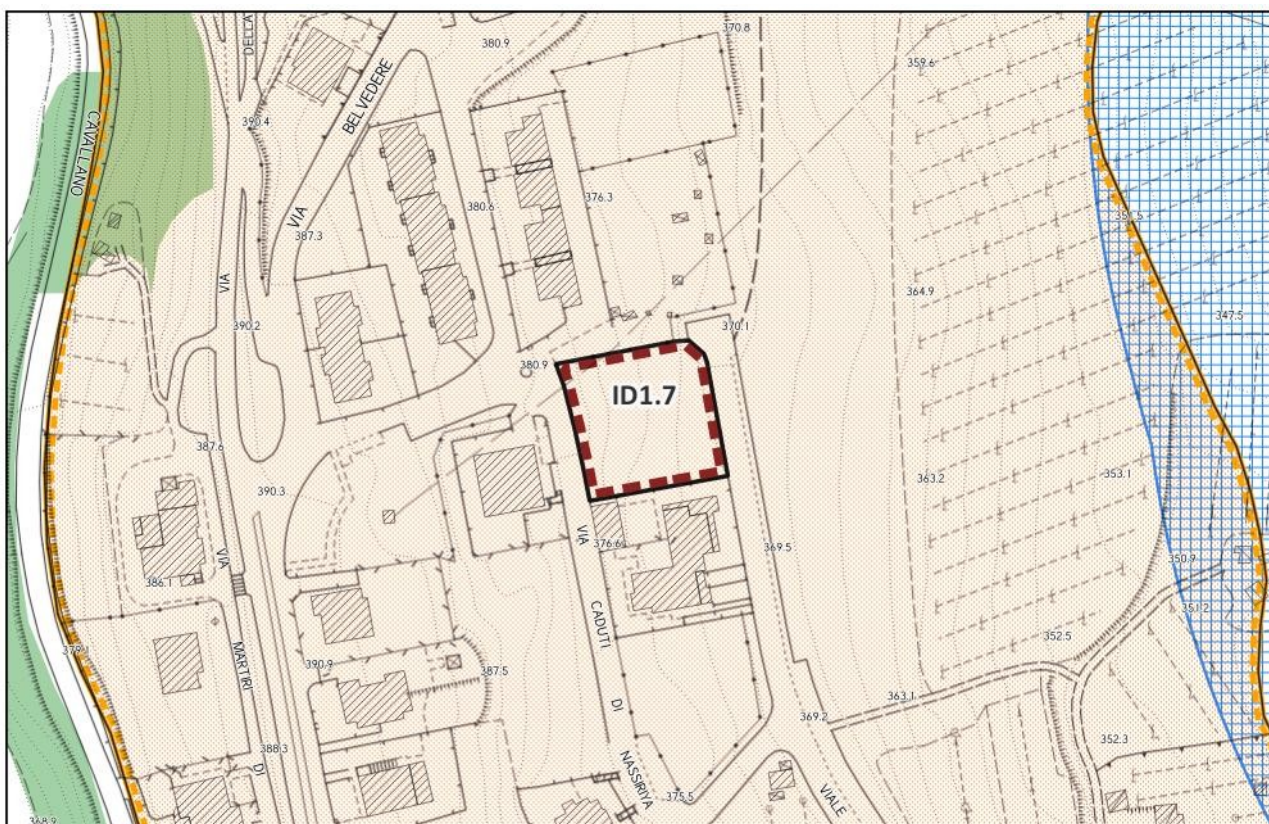 370.8
380.9
DELLA
359.6
BELVEDERE
CAVALLANO
390.4
376.3
380.6
351.5
VIA
387.3
VIA
364.9
347.5
390.2
370.1
380.9
ID1.7
387.6
363.2
353.1
390.3
VIA
376.6
369.5
VIA
350.9
386.1
351.2
CADUTI
352.5
379.1
MARTIRI
390.9
387.5
363.1
DI
369.2
352.3
388.3
DI
NASSIRIYA
375.5
VIALE
368.9